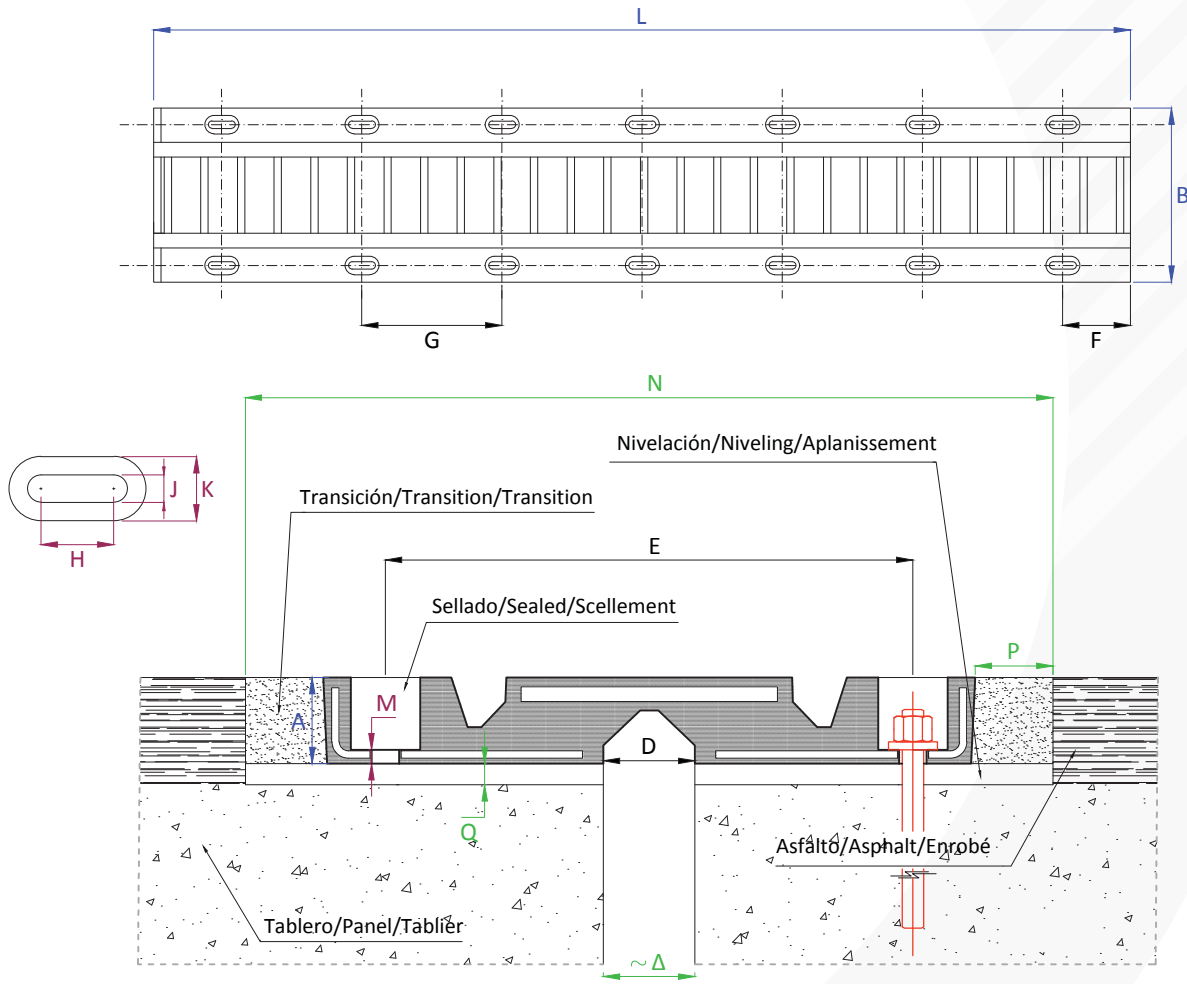 L
B
G
F
N
Nivelación/Niveling/Aplanissement
J
K
H
Transición/Transition/Transition
E
Sellado/Sealed/Scellement
P
M
A
D
Q
Asfalto/Asphalt/Enrobé
Tablero/Panel/Tablier
~ Δ